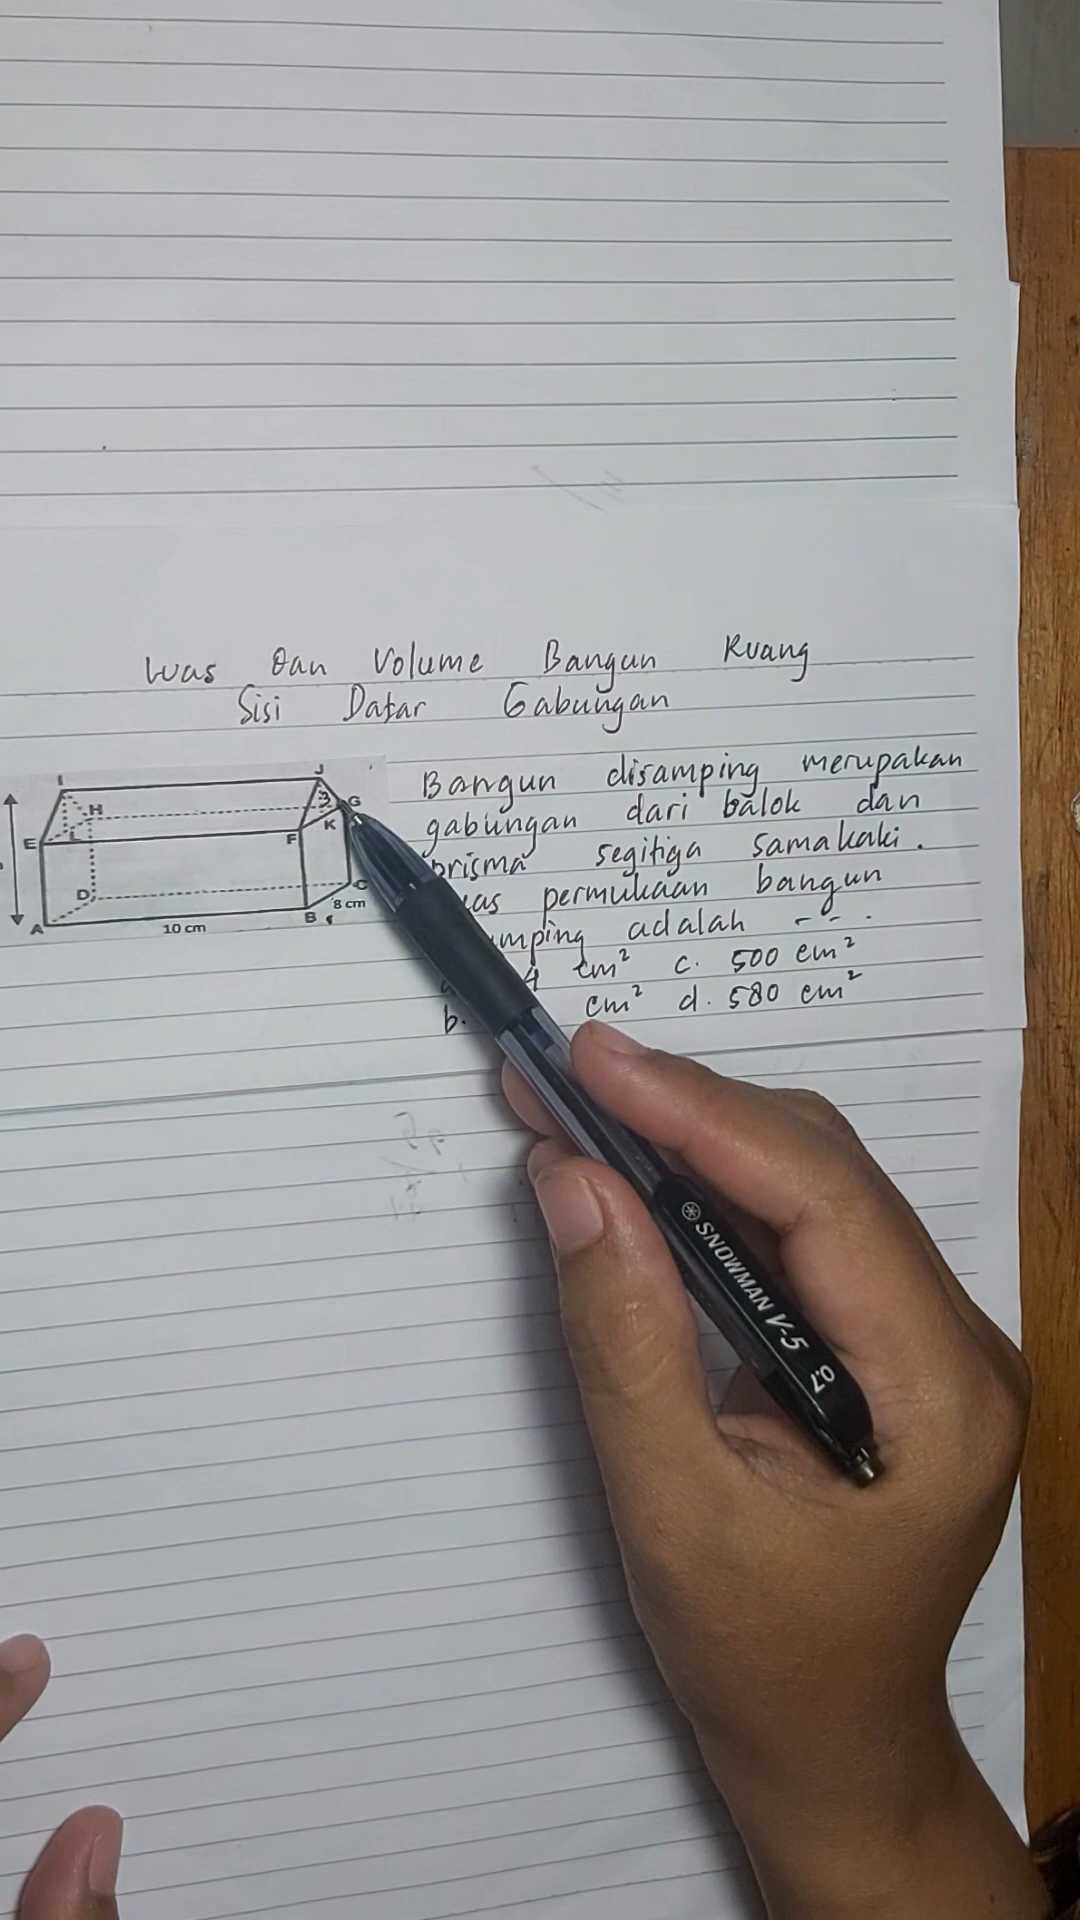 Luas dan Volume Bangun Ruang
Sisi Datar Gabungan
Bangun disamping merupakan
gabungan dari balok dan
prisma segitiga samakaki.
permukaan bangun
adalah ...
cm² c. 500 cm²
b. cm² d. 580 cm²
I J
H G
3
E L F K
D C
8 cm
A B
10 cm
SNOWMAN V-5 0.7